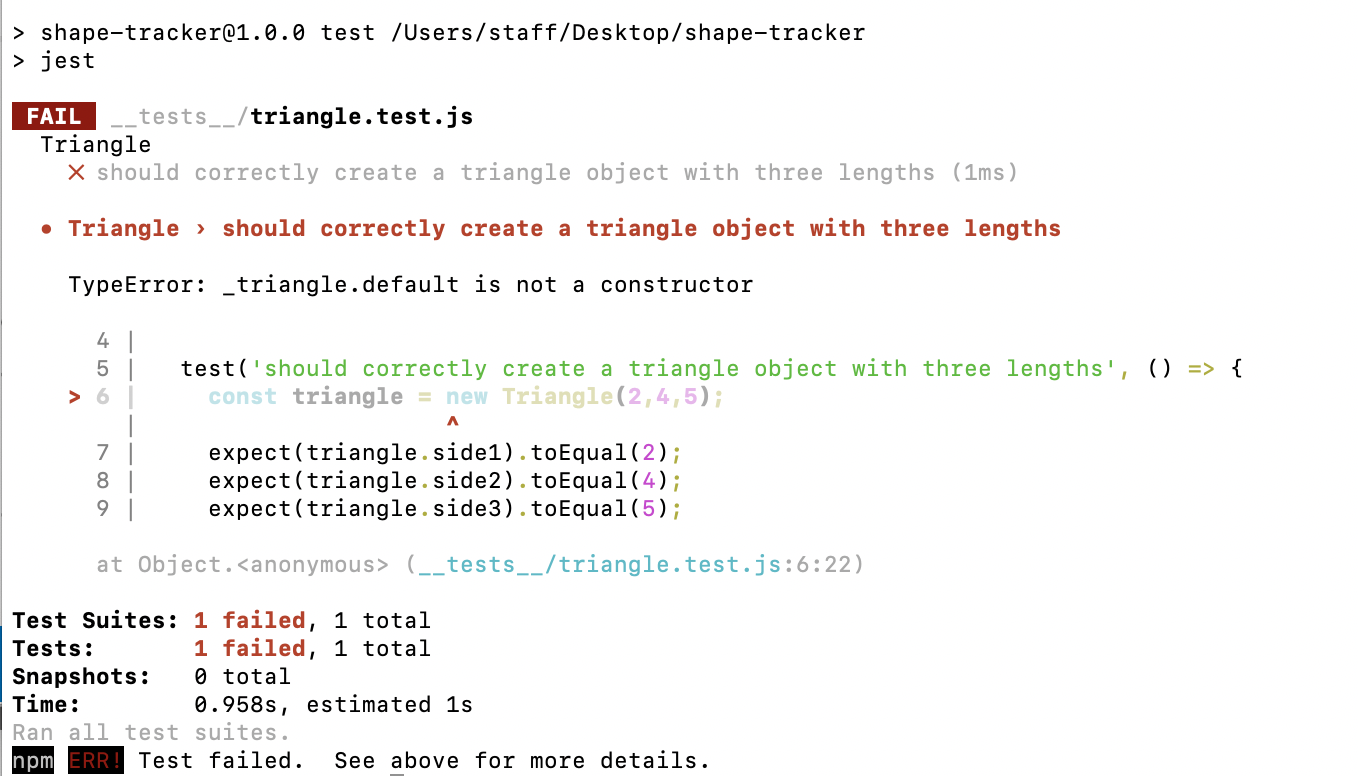 > shape-tracker@1.0.0 test /Users/staff/Desktop/shape-tracker
> jest
FAIL __tests__/triangle.test.js
Triangle
✕ should correctly create a triangle object with three lengths (1ms)
● Triangle › should correctly create a triangle object with three lengths
TypeError: _triangle.default is not a constructor
4 |
5 | test('should correctly create a triangle object with three lengths', () => {
> 6 | const triangle = new Triangle(2,4,5);
| ^
7 | expect(triangle.side1).toEqual(2);
8 | expect(triangle.side2).toEqual(4);
9 | expect(triangle.side3).toEqual(5);
at Object.<anonymous> (__tests__/triangle.test.js:6:22)
Test Suites: 1 failed, 1 total
Tests: 1 failed, 1 total
Snapshots: 0 total
Time: 0.958s, estimated 1s
Ran all test suites.
npm ERR! Test failed. See above for more details.